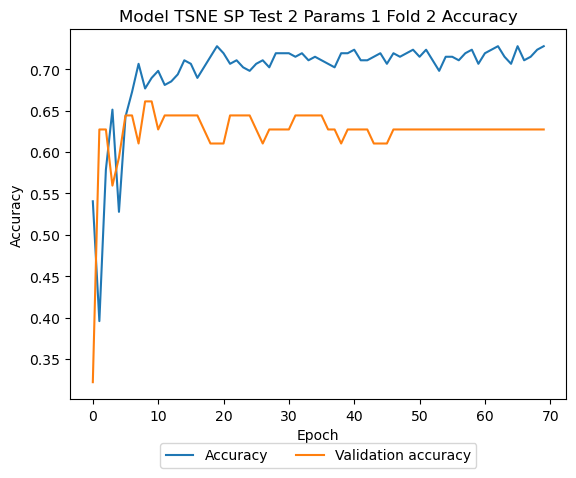 Model TSNE SP Test 2 Params 1 Fold 2 Accuracy
0.70
0.65
0.60
0.55
0.50
0.45
0.40
0.35
Accuracy
0 10 20 30 40 50 60 70
Epoch
Accuracy Validation accuracy